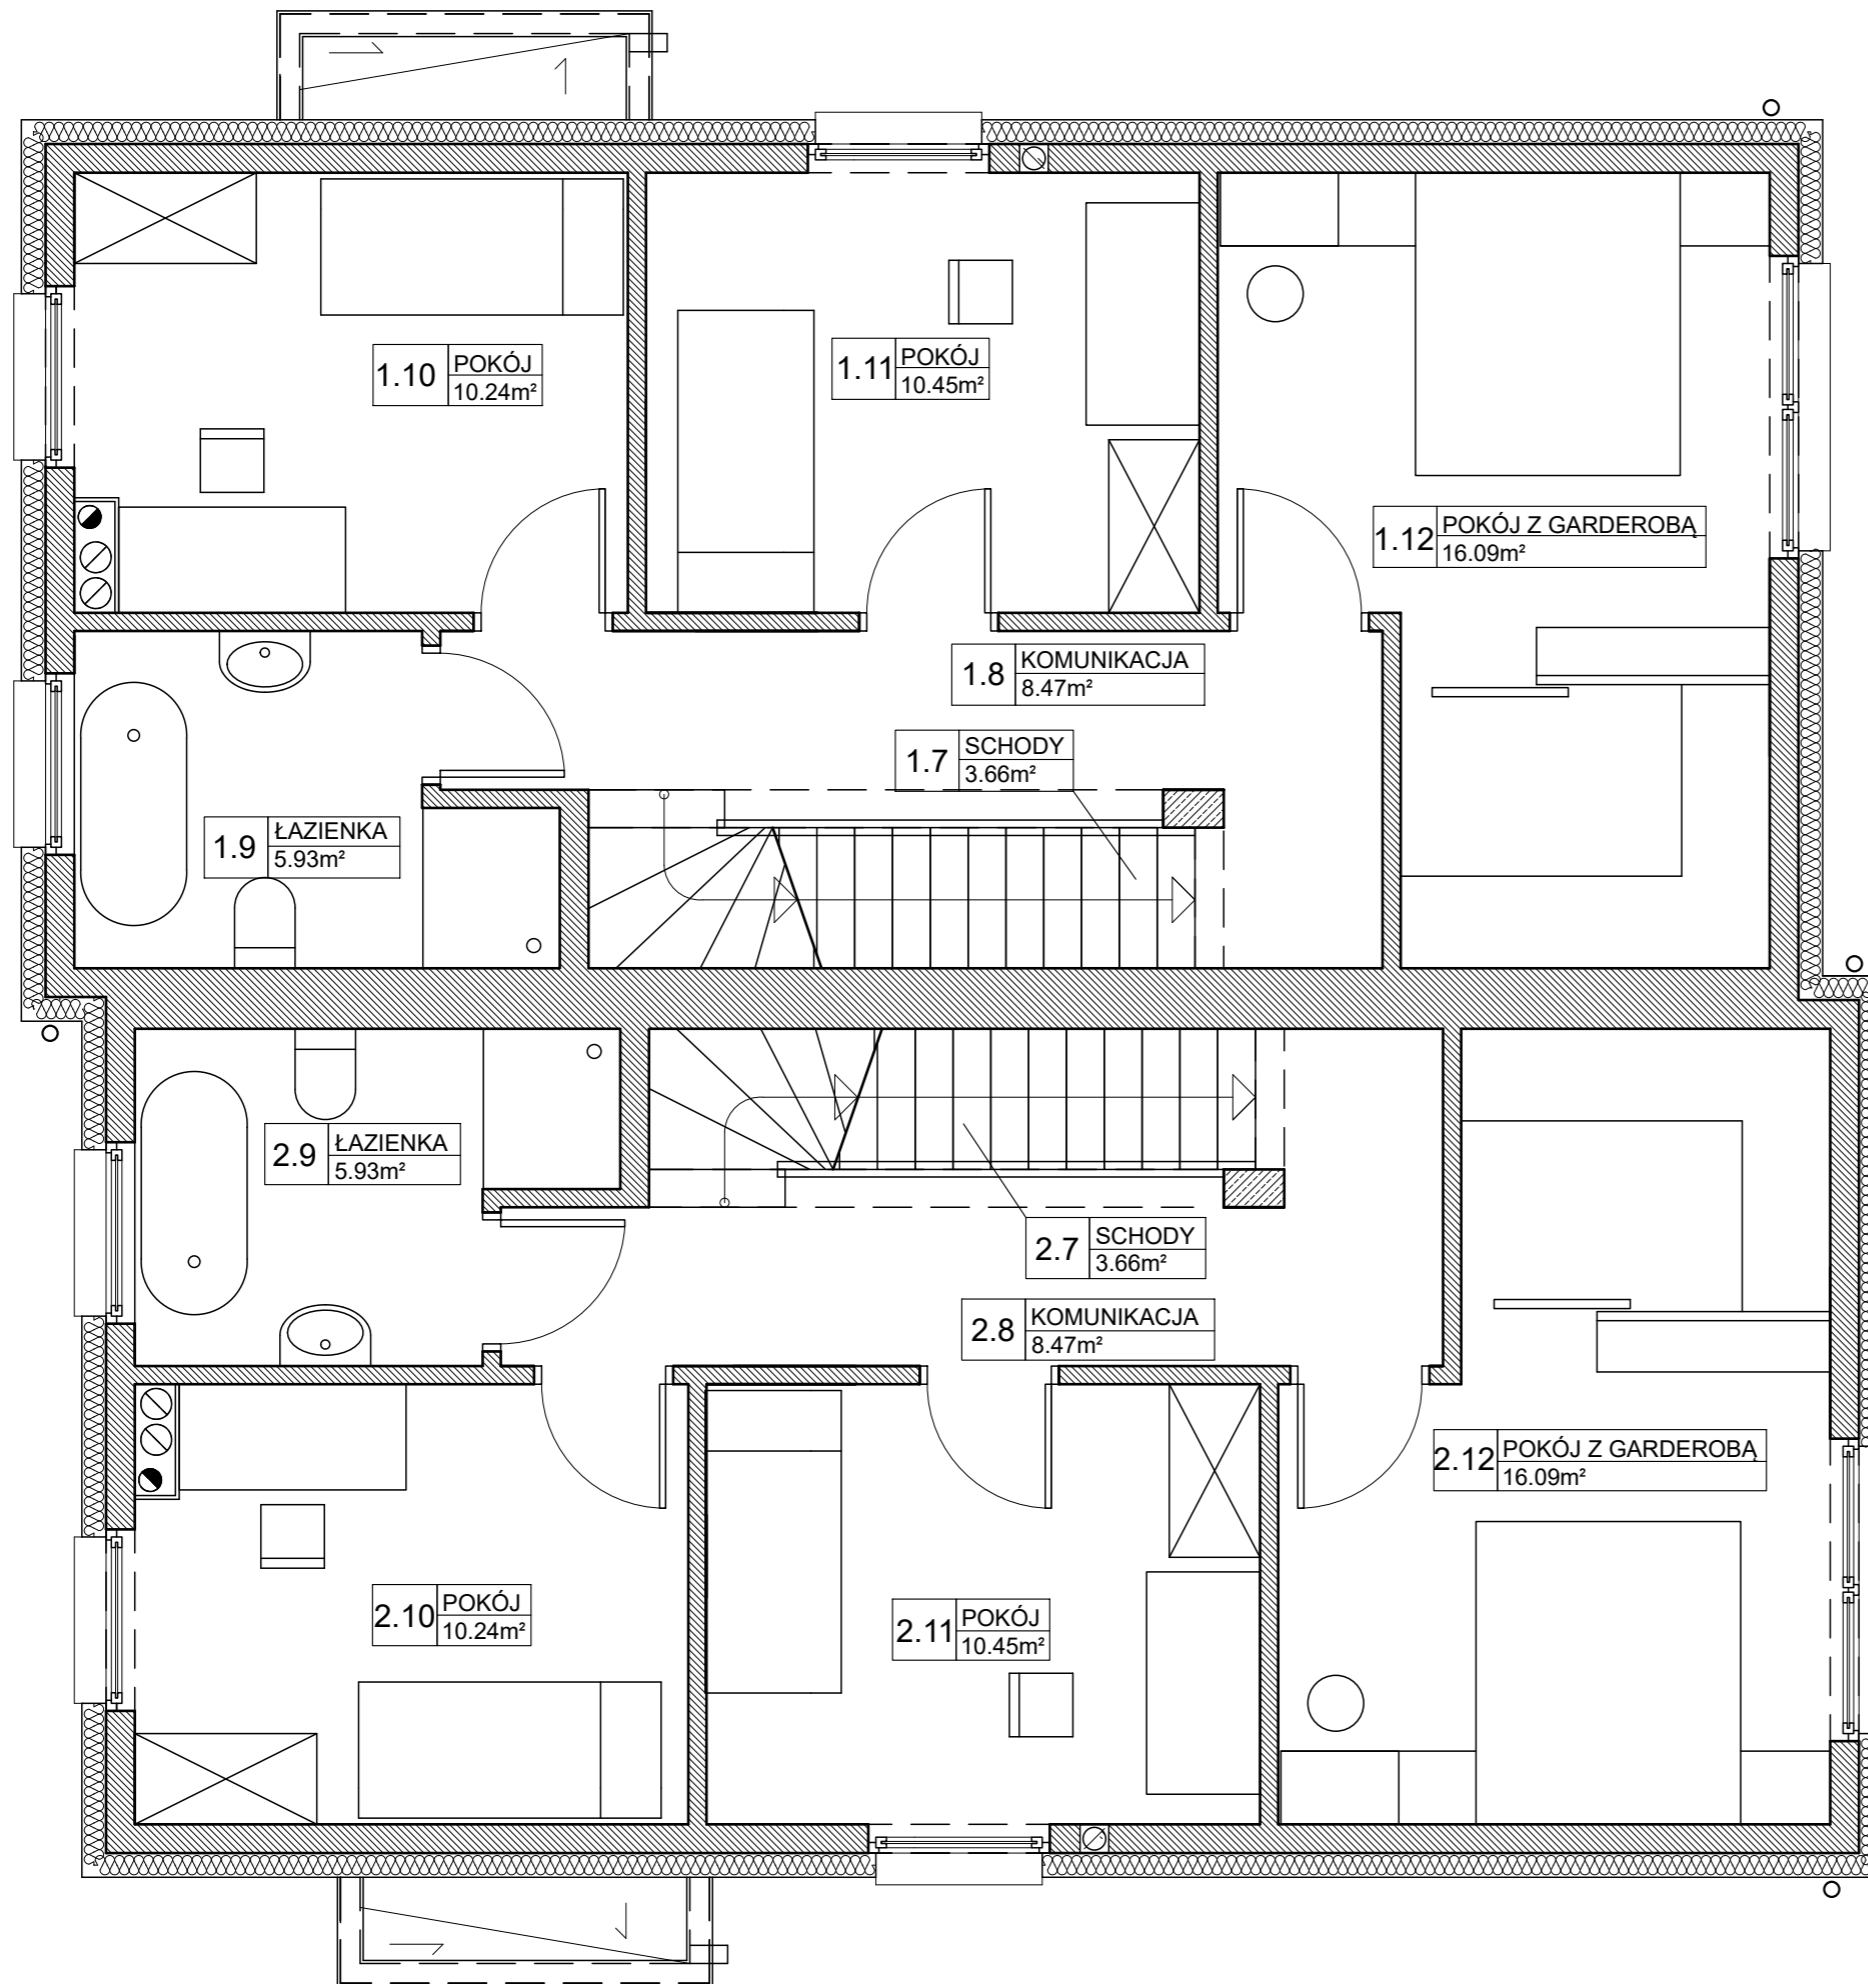 1.10 POKÓJ
10.24m²
1.11 POKÓJ
10.45m²
1.12 POKÓJ Z GARDEROBĄ
16.09m²
1.8 KOMUNIKACJA
8.47m²
1.7 SCHODY
3.66m²
1.9 ŁAZIENKA
5.93m²
2.9 ŁAZIENKA
5.93m²
2.7 SCHODY
3.66m²
2.8 KOMUNIKACJA
8.47m²
2.12 POKÓJ Z GARDEROBĄ
16.09m²
2.10 POKÓJ
10.24m²
2.11 POKÓJ
10.45m²